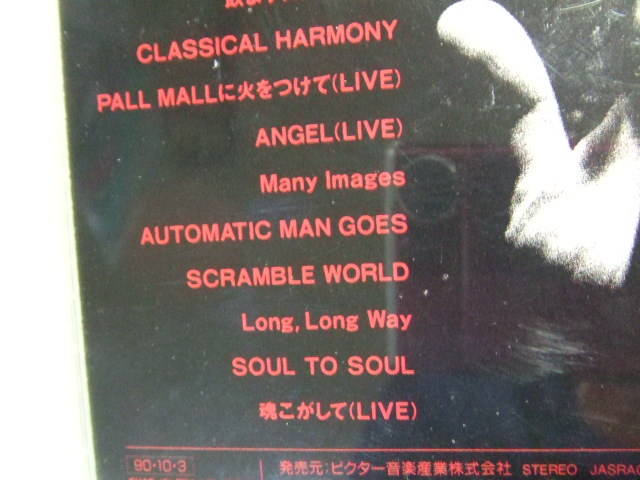 CLASSICAL HARMONY
PALL MALLに火をつけて(LIVE)
ANGEL(LIVE)
Many Images
AUTOMATIC MAN GOES
SCRAMBLE WORLD
Long, Long Way
SOUL TO SOUL
魂こがして(LIVE)
90・10・3
発売元:ビクター音楽産業株式会社 STEREO JASRAC